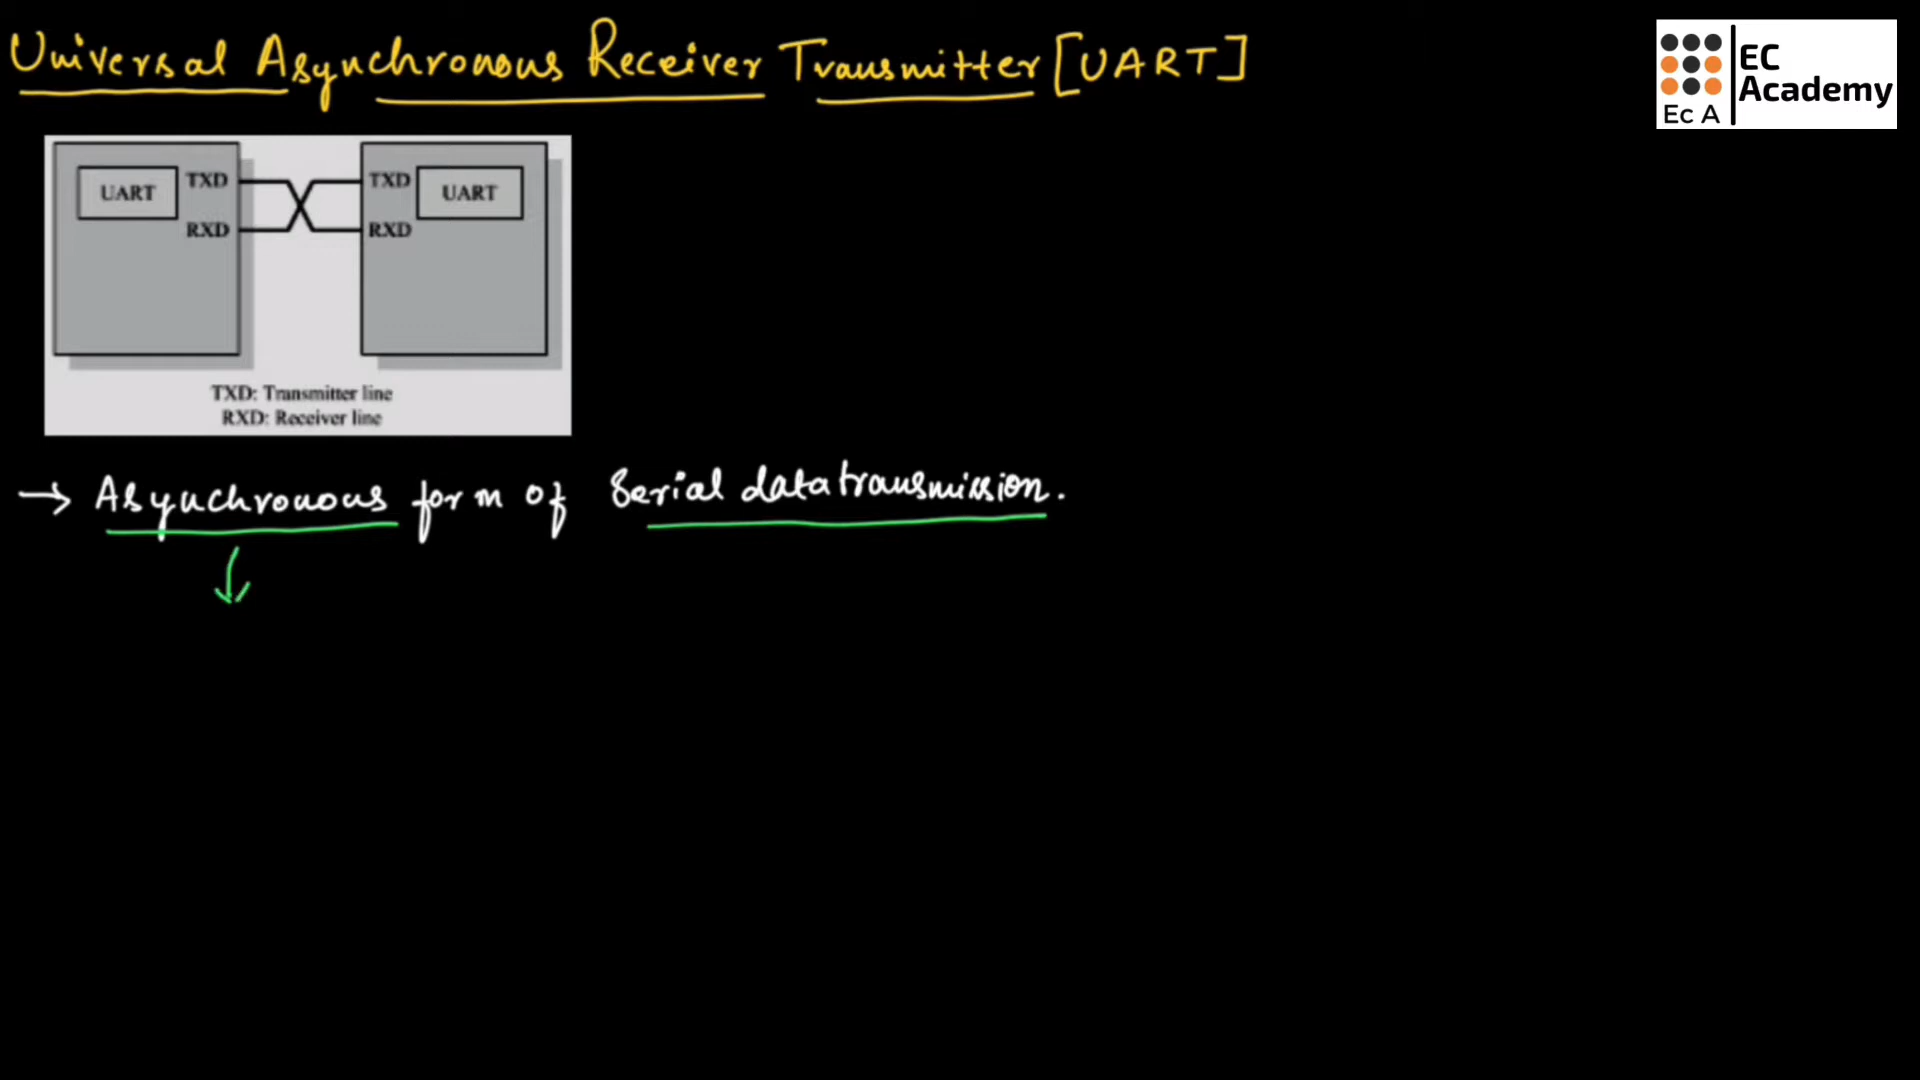 Universal Asynchronous Receiver Transmitter [UART]
EC
Academy
Ec A
UART TXD TXD UART
RXD RXD
TXD: Transmitter line
RXD: Receiver line
→ Asynchronous form of Serial data transmission.